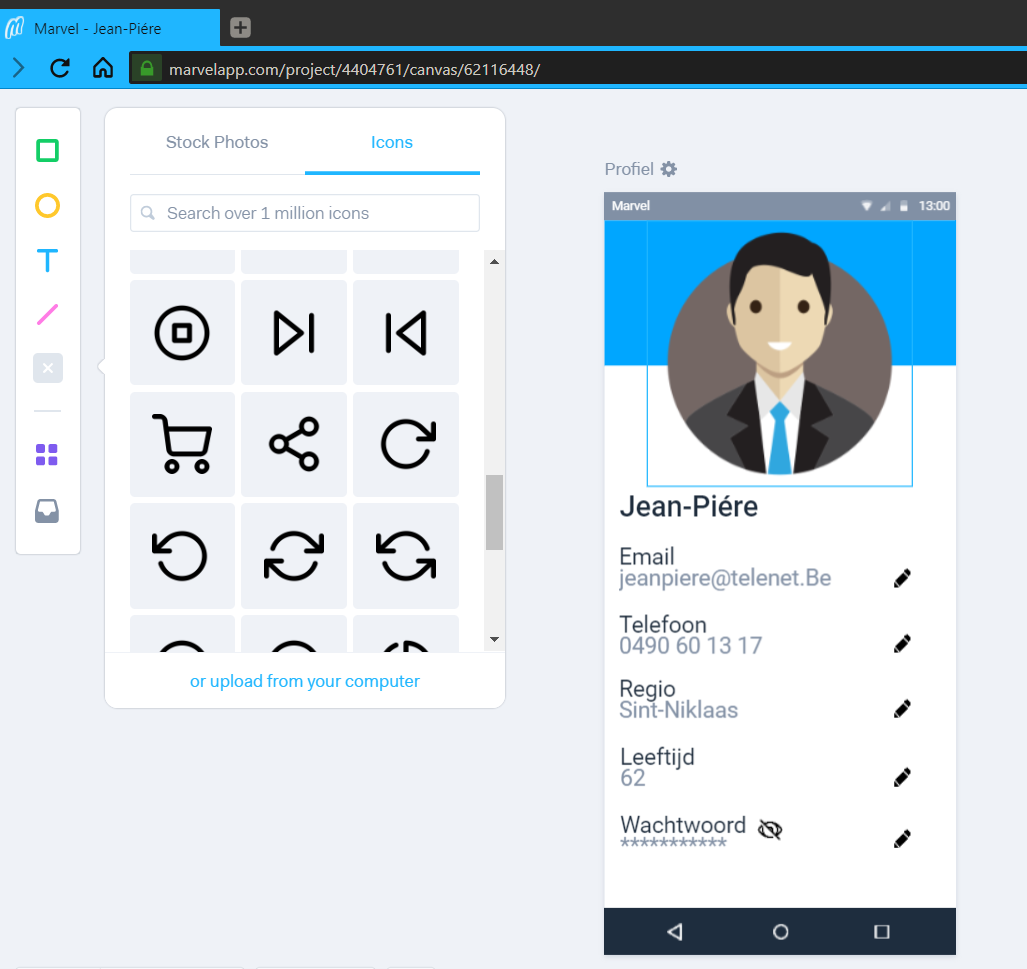 Marvel - Jean-Piére
marvelapp.com/project/4404761/canvas/62116448/
Stock Photos
Icons
Search over 1 million icons
or upload from your computer
Profiel
Marvel
13:00
Jean-Piére
Email
jeanpiere@telenet.Be
Telefoon
0490 60 13 17
Regio
Sint-Niklaas
Leeftijd
62
Wachtwoord
***********